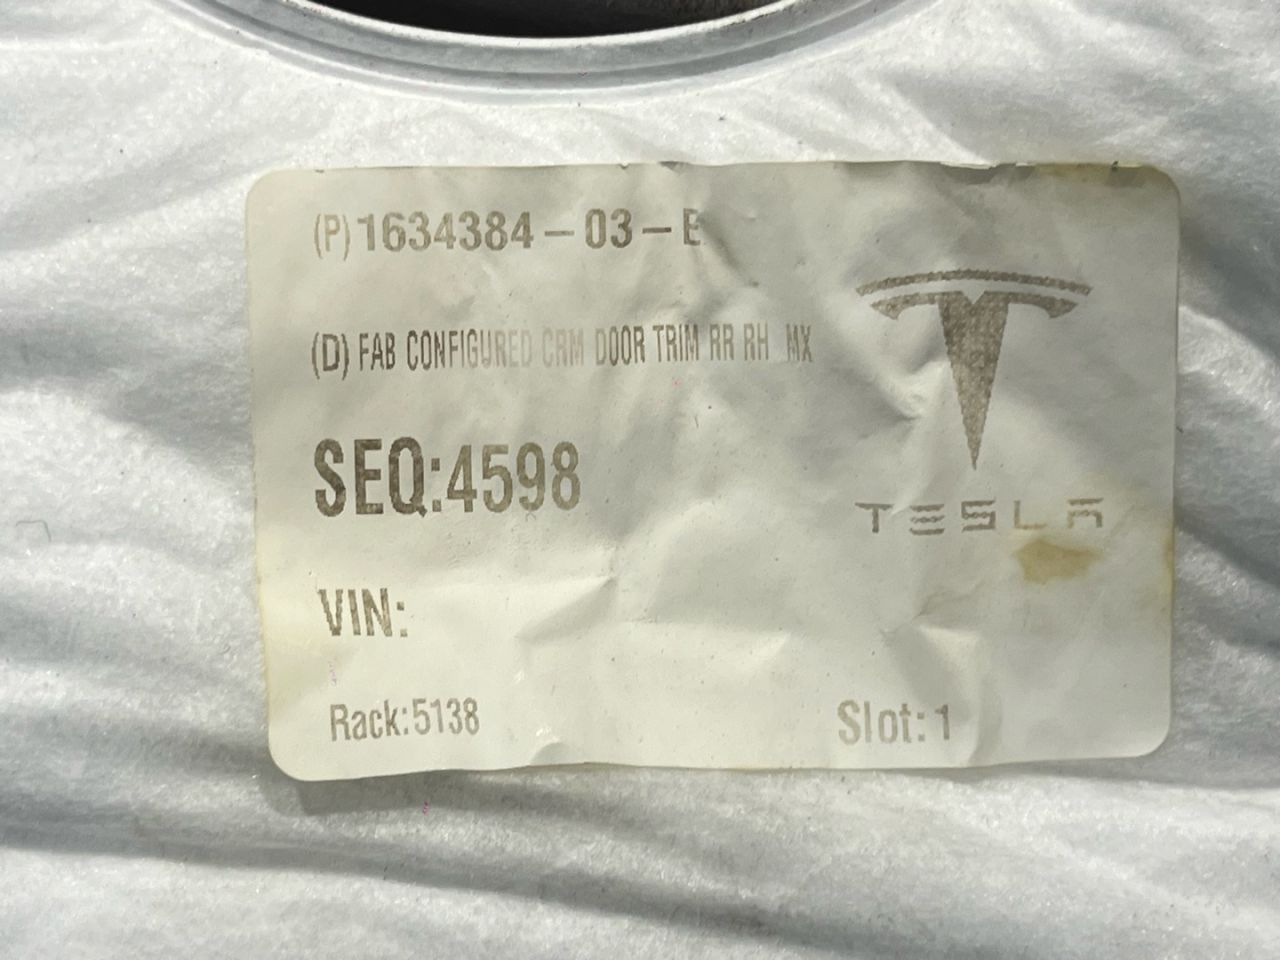 (P)1634384-03-E
(D) FAB CONFIGURED CRM DOOR TRIM RR RH MX
SEQ:4598
TESLA
VIN:
Rack:5138
Slot:1